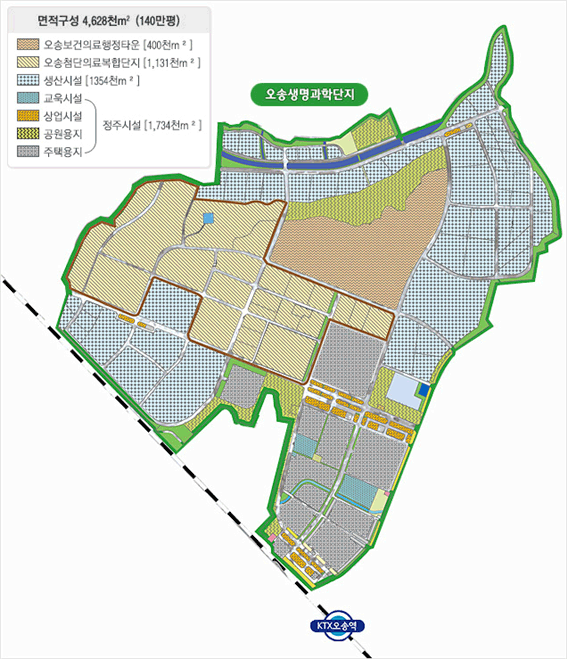 면적구성 4,628천㎡ (140만평)
오송보건의료행정타운 [400천m²]
오송첨단의료복합단지 [1,131천m²]
생산시설 [1354천m²]
교육시설
상업시설
공원용지
주택용지
정주시설 [1,734천m²]
오송생명과학단지
KTX오송역